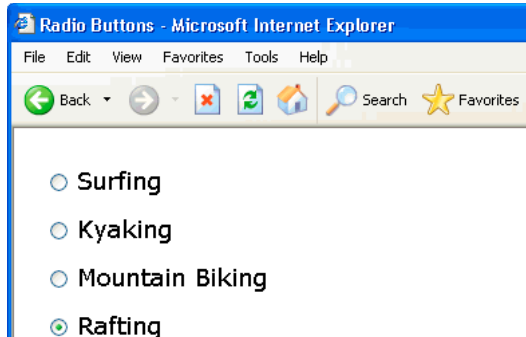 Radio Buttons - Microsoft Internet Explorer
File Edit View Favorites Tools Help
Back Search Favorites
Surfing
Kyaking
Mountain Biking
Rafting